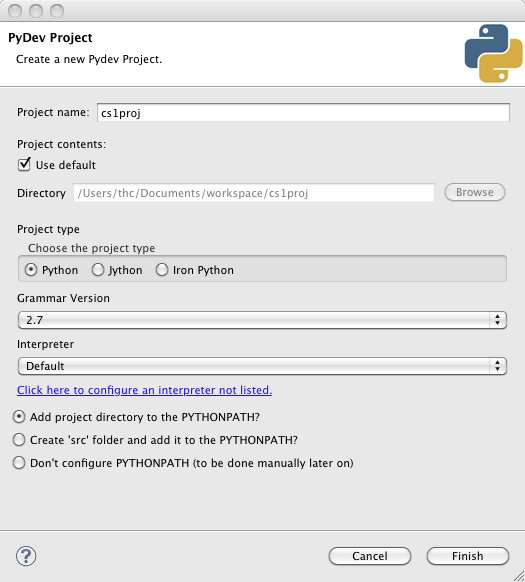 PyDev Project
Create a new Pydev Project.
Project name: cs1proj
Project contents:
Use default
Directory /Users/thc/Documents/workspace/cs1proj Browse
Project type
Choose the project type
Python Jython Iron Python
Grammar Version
2.7
Interpreter
Default
Click here to configure an interpreter not listed.
Add project directory to the PYTHONPATH?
Create 'src' folder and add it to the PYTHONPATH?
Don't configure PYTHONPATH (to be done manually later on)
? Cancel Finish